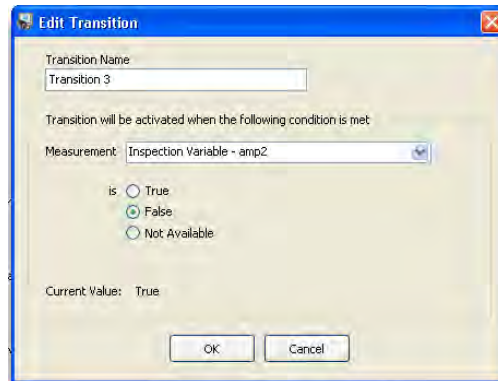 Edit Transition
Transition Name
Transition 3
Transition will be activated when the following condition is met
Measurement Inspection Variable - amp2
is True
False
Not Available
Current Value: True
OK Cancel